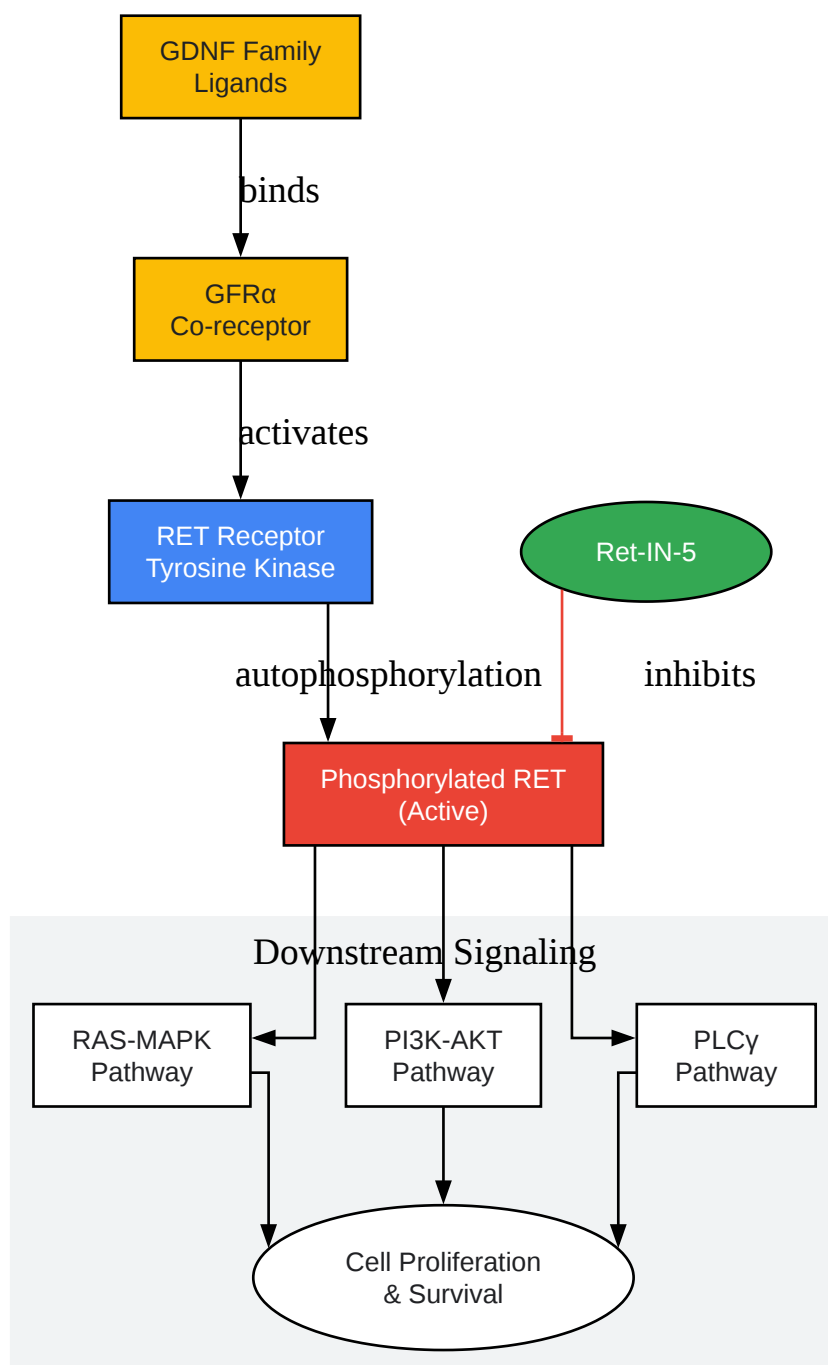 GDNF Family
Ligands
binds
GFRα
Co-receptor
activates
RET Receptor
Tyrosine Kinase
Ret-IN-5
autophosphorylation
inhibits
Phosphorylated RET
(Active)
Downstream Signaling
RAS-MAPK
Pathway
PI3K-AKT
Pathway
PLCγ
Pathway
Cell Proliferation
& Survival